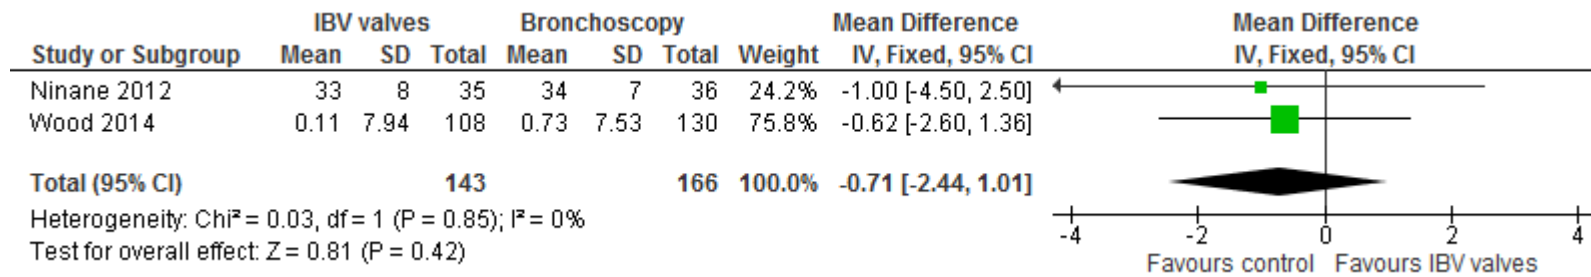 IBV valves Bronchoscopy Mean Difference Mean Difference
Study or Subgroup Mean SD Total Mean SD Total Weight IV, Fixed, 95% CI IV, Fixed, 95% CI
Ninane 2012 33 8 35 34 7 36 24.2% -1.00 [-4.50, 2.50]
Wood 2014 0.11 7.94 108 0.73 7.53 130 75.8% -0.62 [-2.60, 1.36]
Total (95% CI) 143 166 100.0% -0.71 [-2.44, 1.01]
Heterogeneity: Chi² = 0.03, df = 1 (P = 0.85); I² = 0%
Test for overall effect: Z = 0.81 (P = 0.42)
-4 -2 0 2 4
Favours control Favours IBV valves